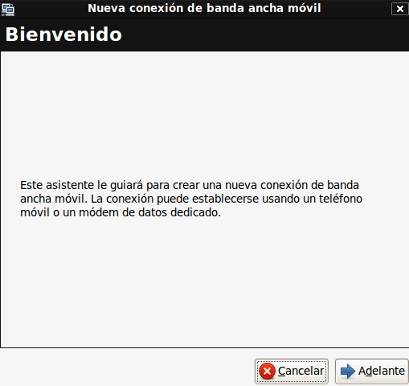 Nueva conexión de banda ancha móvil
Bienvenido
Este asistente le guiará para crear una nueva conexión de banda
ancha móvil. La conexión puede establecerse usando un teléfono
móvil o un módem de datos dedicado.
Cancelar
Adelante